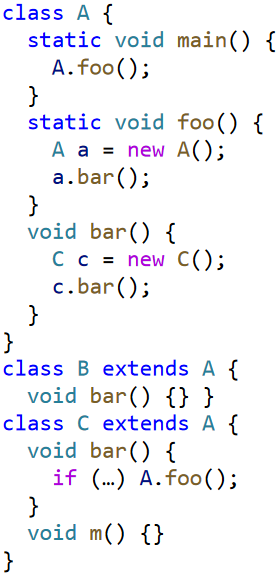 class A {
  static void main() {
    A.foo();
  }
  static void foo() {
    A a = new A();
    a.bar();
  }
  void bar() {
    C c = new C();
    c.bar();
  }
}
class B extends A {
  void bar() {} }
class C extends A {
  void bar() {
    if (…) A.foo();
  }
  void m() {}
}